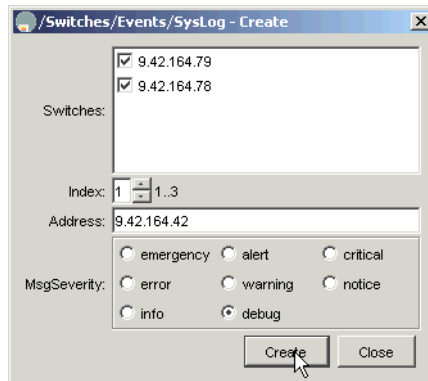 /Switches/Events/SysLog - Create
9.42.164.79
9.42.164.78
Switches:
Index: 1 1..3
Address: 9.42.164.42
emergency alert critical
MsgSeverity: error warning notice
info debug
Create Close